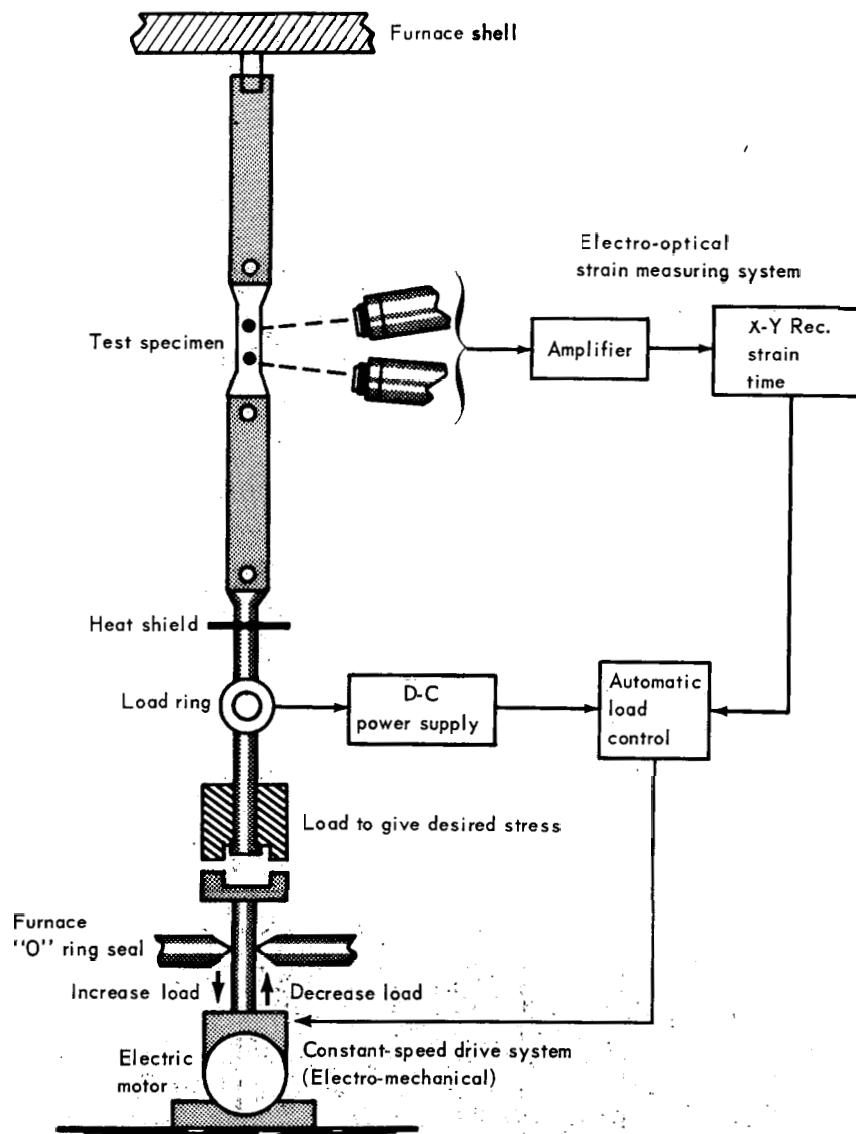 Furnace shell
Electro-optical
strain measuring system
Test specimen
Amplifier
X-Y Rec.
strain
time
Heat shield
Load ring
D-C
power supply
Automatic
load
control
Load to give desired stress
Furnace
"O" ring seal
Increase load
Decrease load
Electric
motor
Constant-speed drive system
(Electro-mechanical)